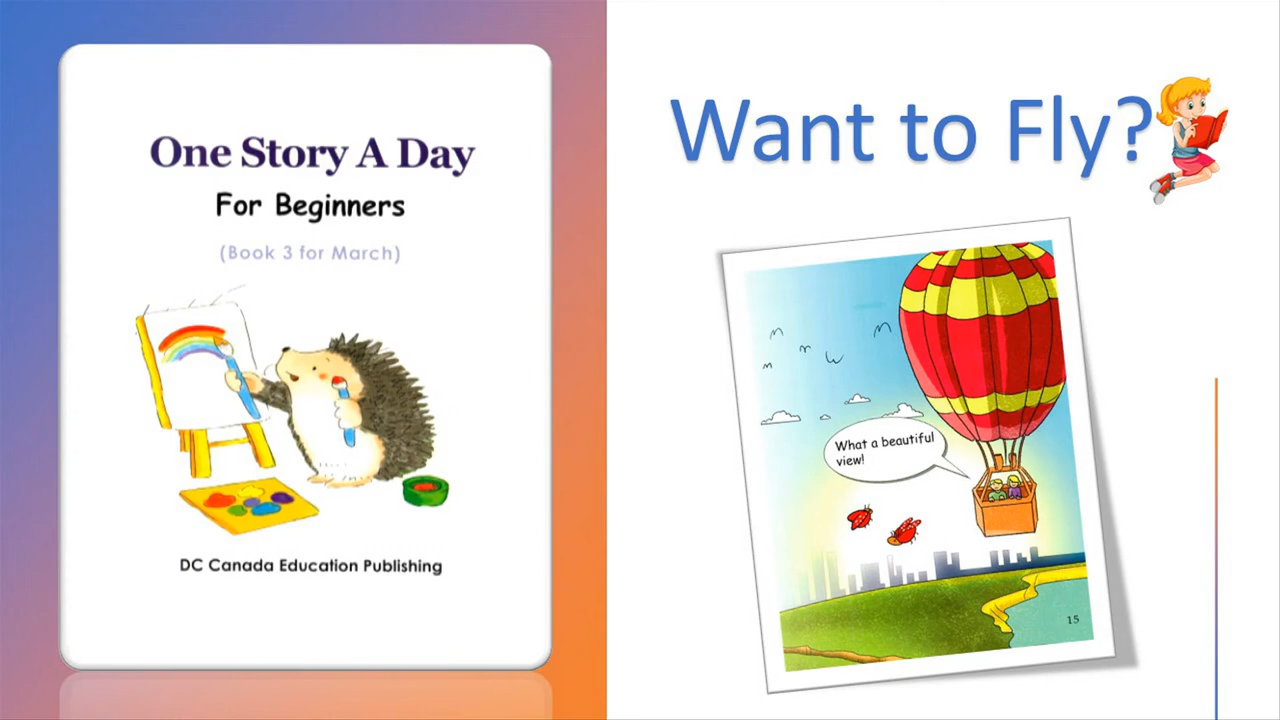 One Story A Day
For Beginners
(Book 3 for March)
DC Canada Education Publishing
Want to Fly?
What a beautiful
view!
15